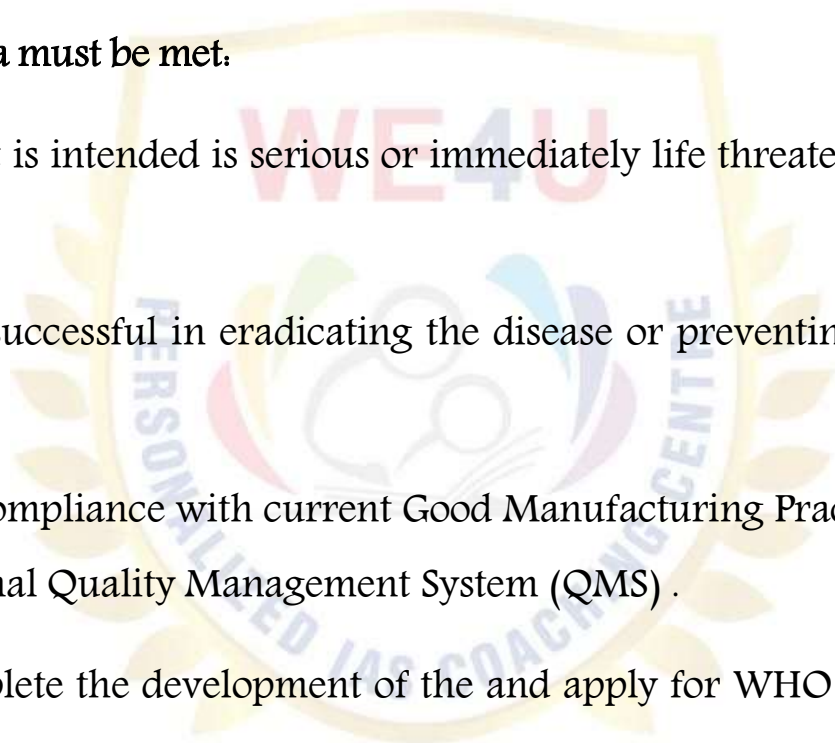 a must be met:
WE4U
t is intended is serious or immediately life threate
successful in eradicating the disease or preventin
ompliance with current Good Manufacturing Prac
nal Quality Management System (QMS) .
plete the development of the and apply for WHO
PERSONALIZED IAS COACHING CENTRE